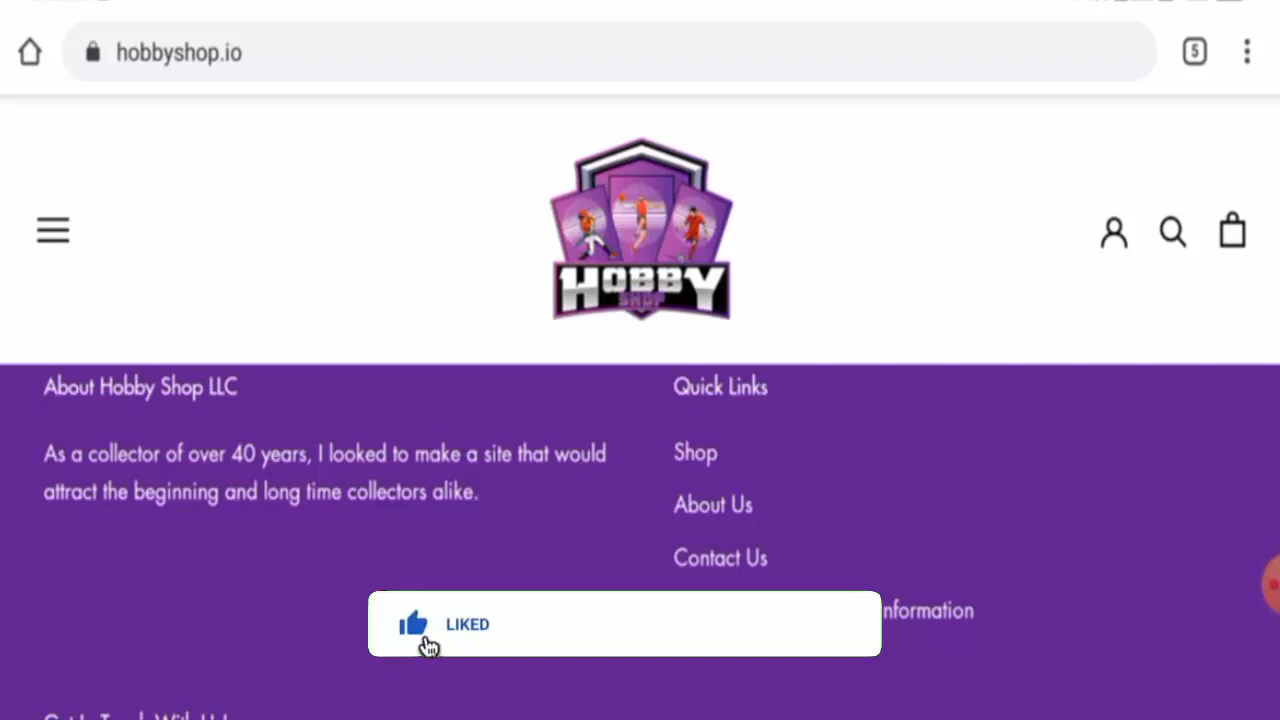 hobbyshop.io
5
HOBBY
SHOP
About Hobby Shop LLC
As a collector of over 40 years, I looked to make a site that would
attract the beginning and long time collectors alike.
Quick Links
Shop
About Us
Contact Us
nformation
LIKED